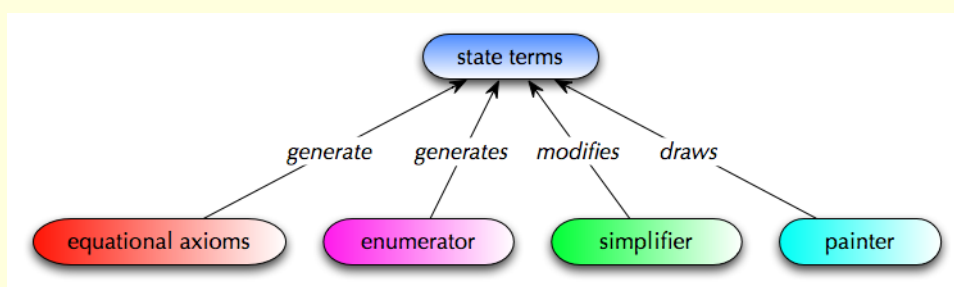 state terms
generate generates modifies draws
equational axioms enumerator simplifier painter